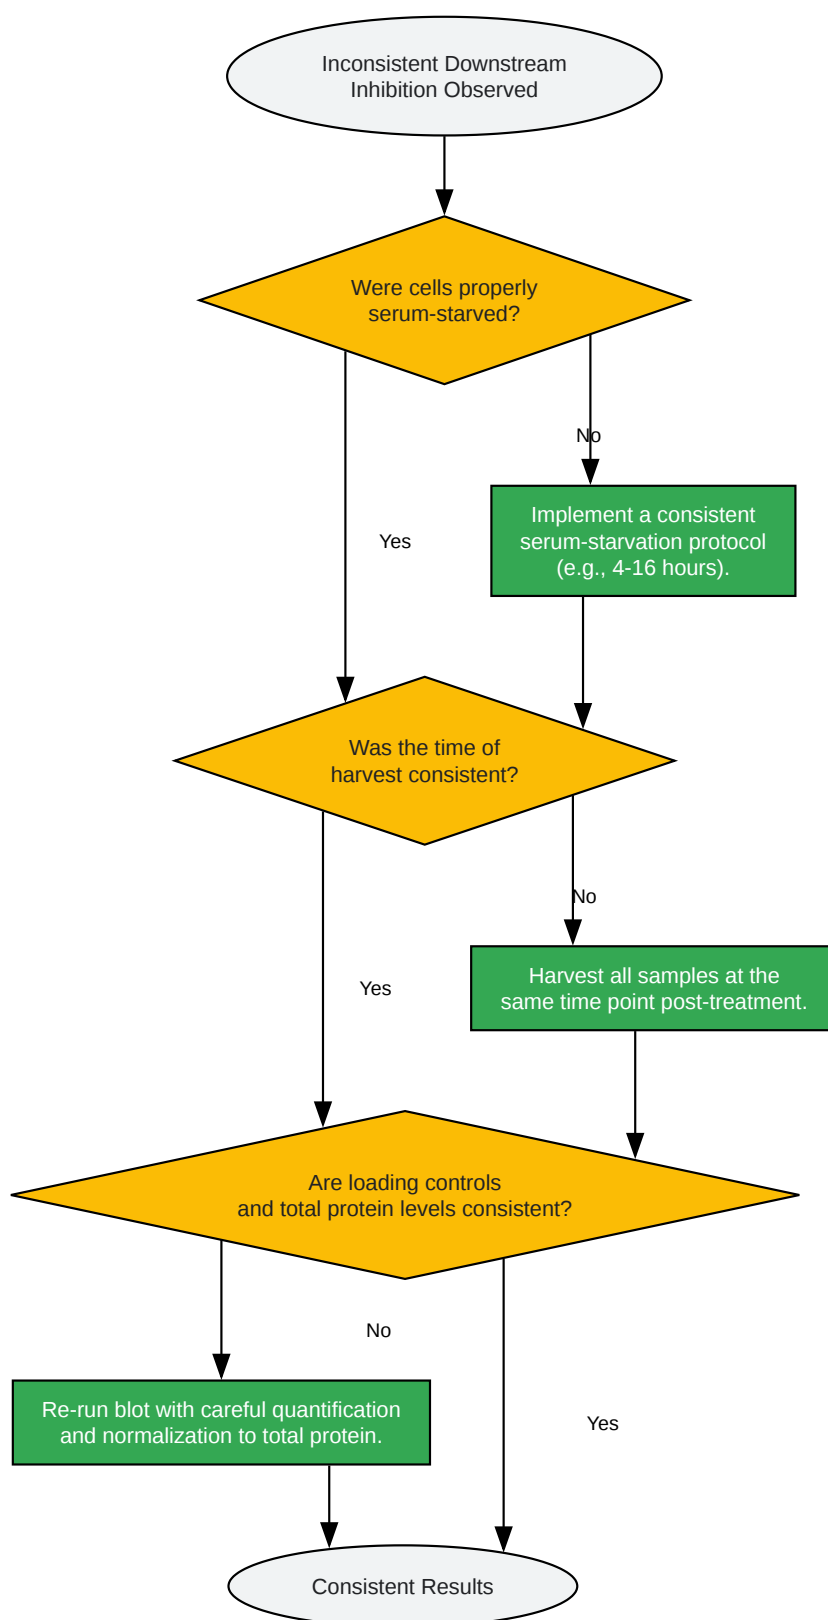 Inconsistent Downstream
Inhibition Observed
Were cells properly
serum-starved?
No
Implement a consistent
serum-starvation protocol
(e.g., 4-16 hours).
Yes
Was the time of
harvest consistent?
No
Harvest all samples at the
same time point post-treatment.
Yes
Are loading controls
and total protein levels consistent?
No
Re-run blot with careful quantification
and normalization to total protein.
Yes
Consistent Results